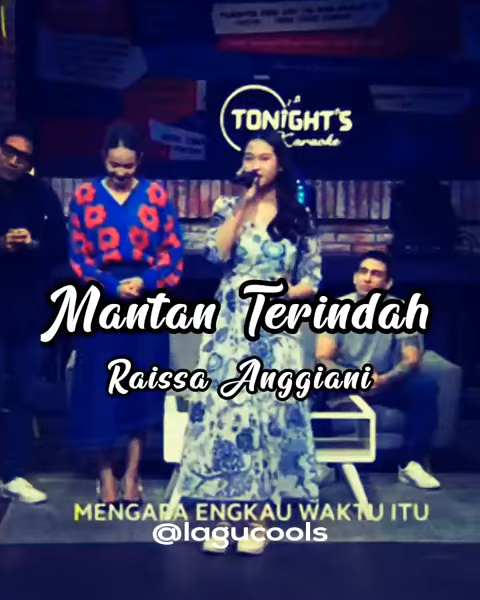 TONIGHT'S
Karaoke
Mantan Terindah
Raissa Anggiani
MENGAPA ENGKAU WAKTU ITU
@lagucools